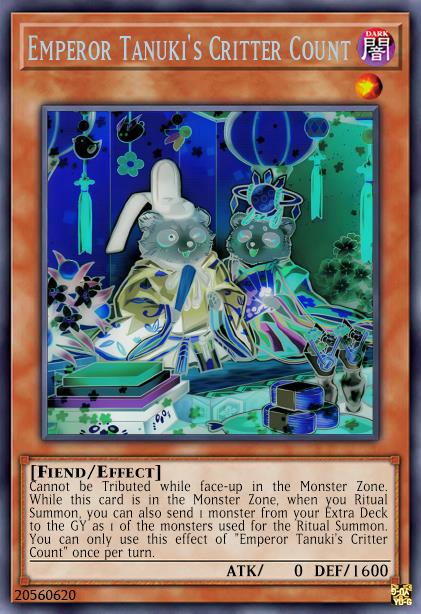 EMPEROR TANUKI'S CRITTER COUNT
DARK
闇
[FIEND/EFFECT]
Cannot be Tributed while face-up in the Monster Zone.
While this card is in the Monster Zone, when you Ritual
Summon, you can also send 1 monster from your Extra Deck
to the GY as 1 of the monsters used for the Ritual Summon.
You can only use this effect of "Emperor Tanuki's Critter
Count" once per turn.
ATK/ 0 DEF/1600
20560620